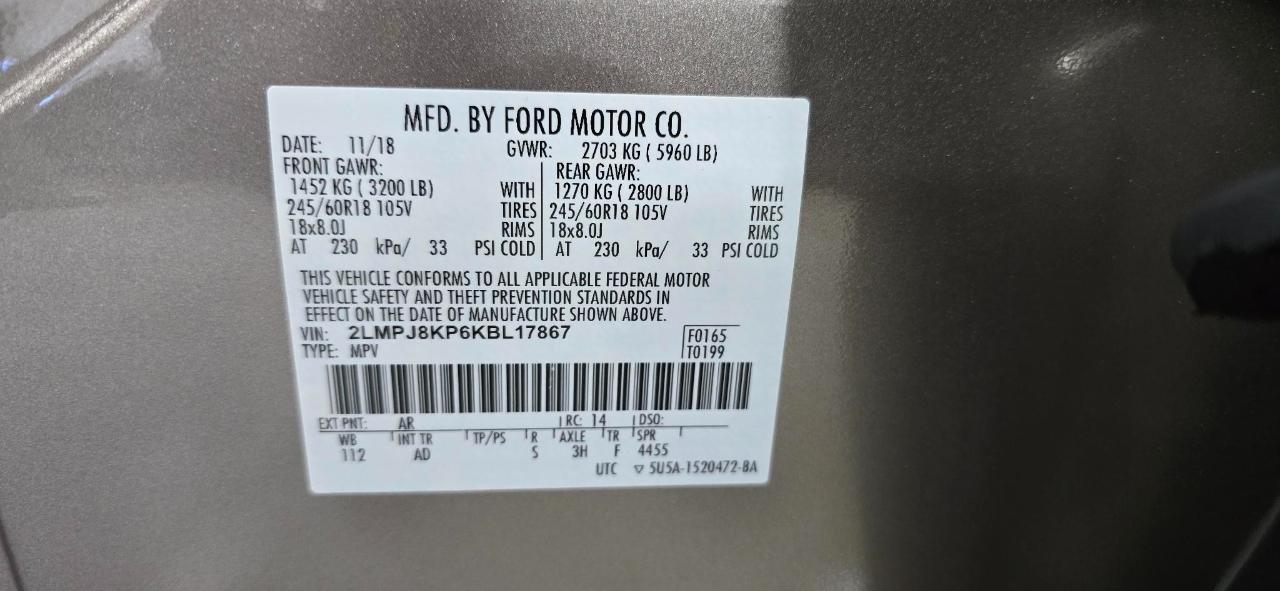 MFD. BY FORD MOTOR CO.
DATE: 11/18 GVWR: 2703 KG ( 5960 LB)
FRONT GAWR: REAR GAWR:
1452 KG ( 3200 LB) WITH 1270 KG ( 2800 LB) WITH
245/60R18 105V TIRES 245/60R18 105V TIRES
18x8.0J RIMS 18x8.0J RIMS
AT 230 kPa/ 33 PSI COLD AT 230 kPa/ 33 PSI COLD
THIS VEHICLE CONFORMS TO ALL APPLICABLE FEDERAL MOTOR
VEHICLE SAFETY AND THEFT PREVENTION STANDARDS IN
EFFECT ON THE DATE OF MANUFACTURE SHOWN ABOVE.
VIN: 2LMPJ8KP6KBL17867 F0165
TYPE: MPV T0199
EXT PNT: AR RC: 14 DSO:
WB INT TR TP/PS R AXLE TR SPR
112 AD S 3H F 4455
UTC ▽ 5U5A-1520472-BA